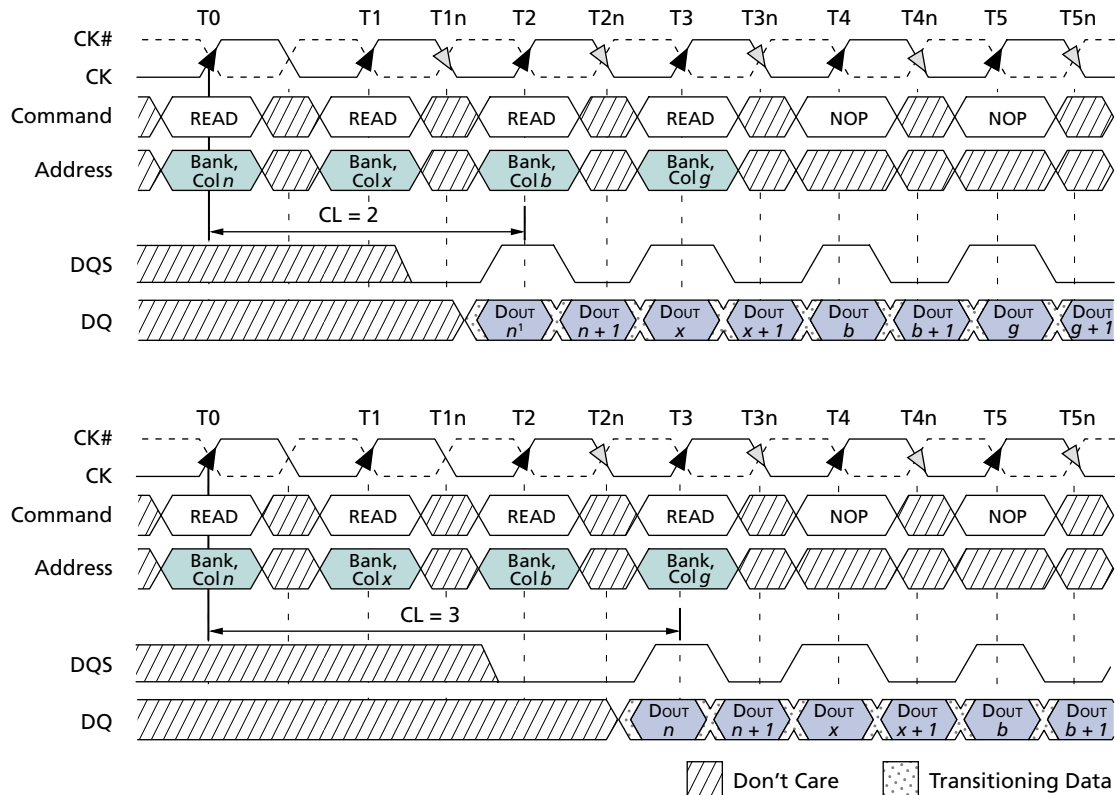 T0 T1 T1n T2 T2n T3 T3n T4 T4n T5 T5n
CK#
CK
Command READ READ READ READ NOP NOP
Address Bank, Col n Bank, Col x Bank, Col b Bank, Col g
CL = 2
DQS
DQ DOUT n¹ DOUT n + 1 DOUT x DOUT x + 1 DOUT b DOUT b + 1 DOUT g DOUT g + 1
T0 T1 T1n T2 T2n T3 T3n T4 T4n T5 T5n
CK#
CK
Command READ READ READ READ NOP NOP
Address Bank, Col n Bank, Col x Bank, Col b Bank, Col g
CL = 3
DQS
DQ DOUT n DOUT n + 1 DOUT x DOUT x + 1 DOUT b DOUT b + 1
Don't Care Transitioning Data